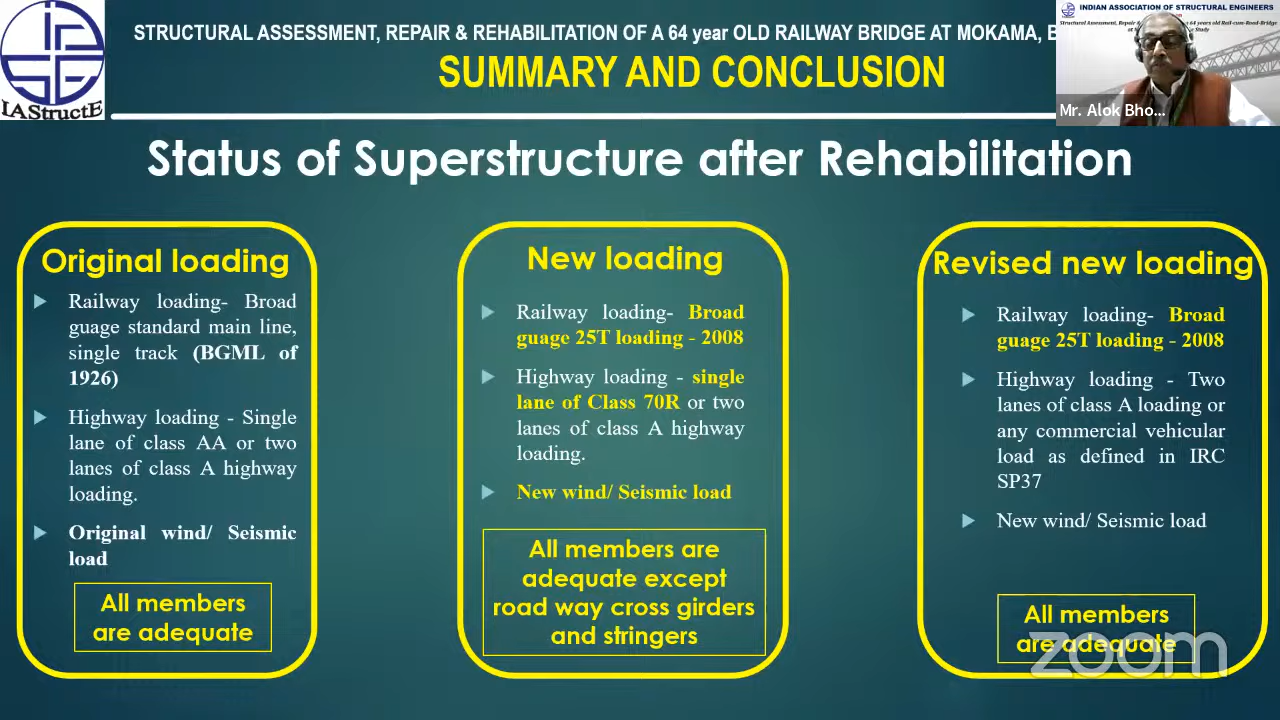 STRUCTURAL ASSESSMENT, REPAIR & REHABILITATION OF A 64 year OLD RAILWAY BRIDGE AT MOKAMA,
SUMMARY AND CONCLUSION
IAStructE
INDIAN ASSOCIATION OF STRUCTURAL ENGINEERS
Mr. Alok Bho...
Status of Superstructure after Rehabilitation
Original loading
Railway loading- Broad
guage standard main line,
single track (BGML of
1926)
Highway loading - Single
lane of class AA or two
lanes of class A highway
loading.
Original wind/ Seismic
load
All members
are adequate
New loading
Railway loading- Broad
guage 25T loading - 2008
Highway loading - single
lane of Class 70R or two
lanes of class A highway
loading.
New wind/ Seismic load
All members are
adequate except
road way cross girders
and stringers
Revised new loading
Railway loading- Broad
guage 25T loading - 2008
Highway loading - Two
lanes of class A loading or
any commercial vehicular
load as defined in IRC
SP37
New wind/ Seismic load
All members
are adequate
zoom